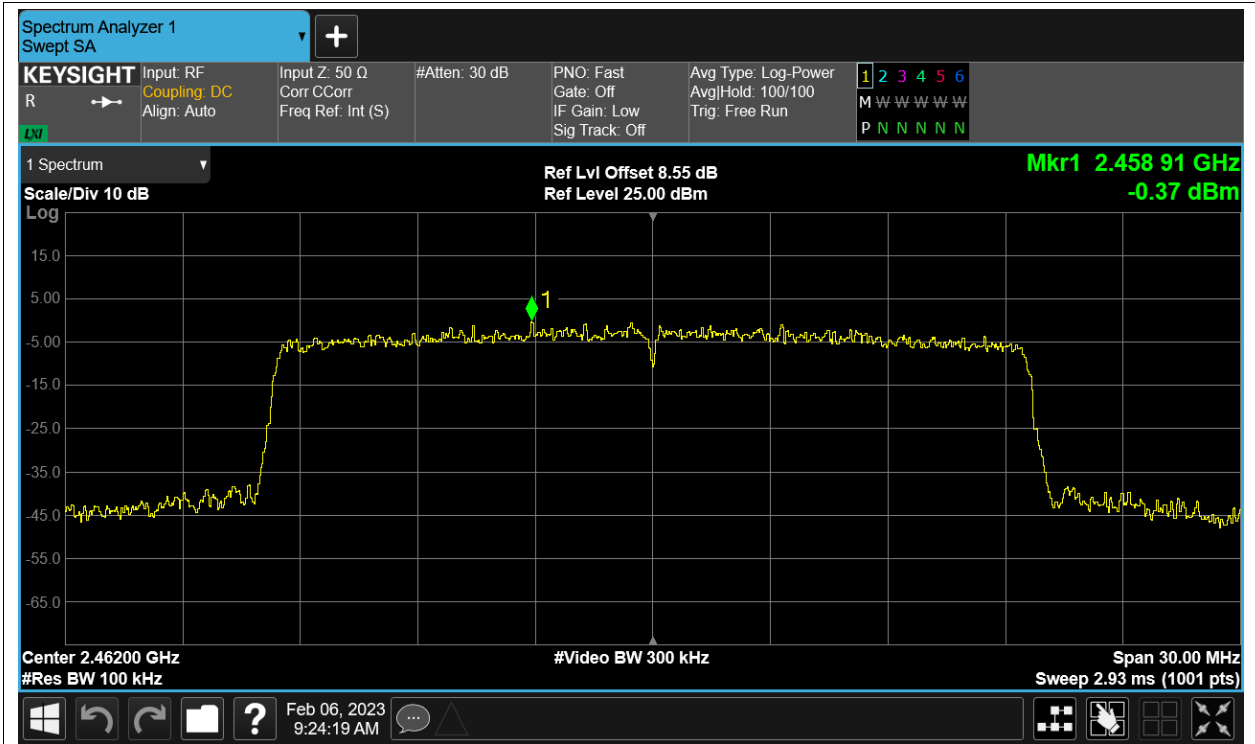 Spectrum Analyzer 1
Swept SA
KEYSIGHT
R
LXI
Input: RF
Coupling: DC
Align: Auto
Input Z: 50 Ω
Corr CCorr
Freq Ref: Int (S)
#Atten: 30 dB
PNO: Fast
Gate: Off
IF Gain: Low
Sig Track: Off
Avg Type: Log-Power
Avg|Hold: 100/100
Trig: Free Run
1 2 3 4 5 6
M W W W W W
P N N N N N
1 Spectrum
Scale/Div 10 dB
Log
Ref Lvl Offset 8.55 dB
Ref Level 25.00 dBm
Mkr1 2.458 91 GHz
-0.37 dBm
15.0
5.00
1
-5.00
-15.0
-25.0
-35.0
-45.0
-55.0
-65.0
Center 2.46200 GHz
#Video BW 300 kHz
Span 30.00 MHz
#Res BW 100 kHz
Sweep 2.93 ms (1001 pts)
?
Feb 06, 2023
9:24:19 AM